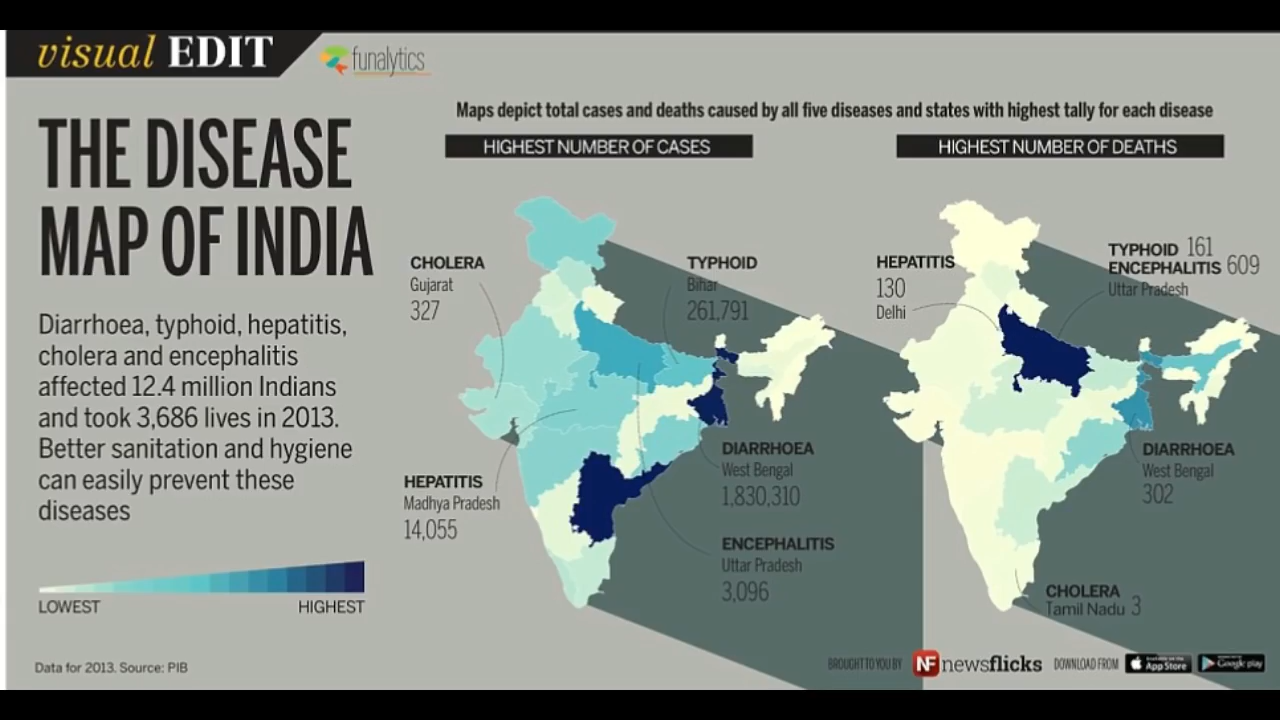 visual EDIT
funalytics
THE DISEASE
MAP OF INDIA
Diarrhoea, typhoid, hepatitis,
cholera and encephalitis
affected 12.4 million Indians
and took 3,686 lives in 2013.
Better sanitation and hygiene
can easily prevent these
diseases
LOWEST
HIGHEST
Data for 2013. Source: PIB
Maps depict total cases and deaths caused by all five diseases and states with highest tally for each disease
HIGHEST NUMBER OF CASES
CHOLERA
Gujarat
327
TYPHOID
Bihar
261,791
HEPATITIS
Madhya Pradesh
14,055
DIARRHOEA
West Bengal
1,830,310
ENCEPHALITIS
Uttar Pradesh
3,096
HIGHEST NUMBER OF DEATHS
HEPATITIS
130
Delhi
TYPHOID 161
ENCEPHALITIS 609
Uttar Pradesh
DIARRHOEA
West Bengal
302
CHOLERA
Tamil Nadu 3
BROUGHT TO YOU BY NF newsflicks DOWNLOAD FROM App Store Google play